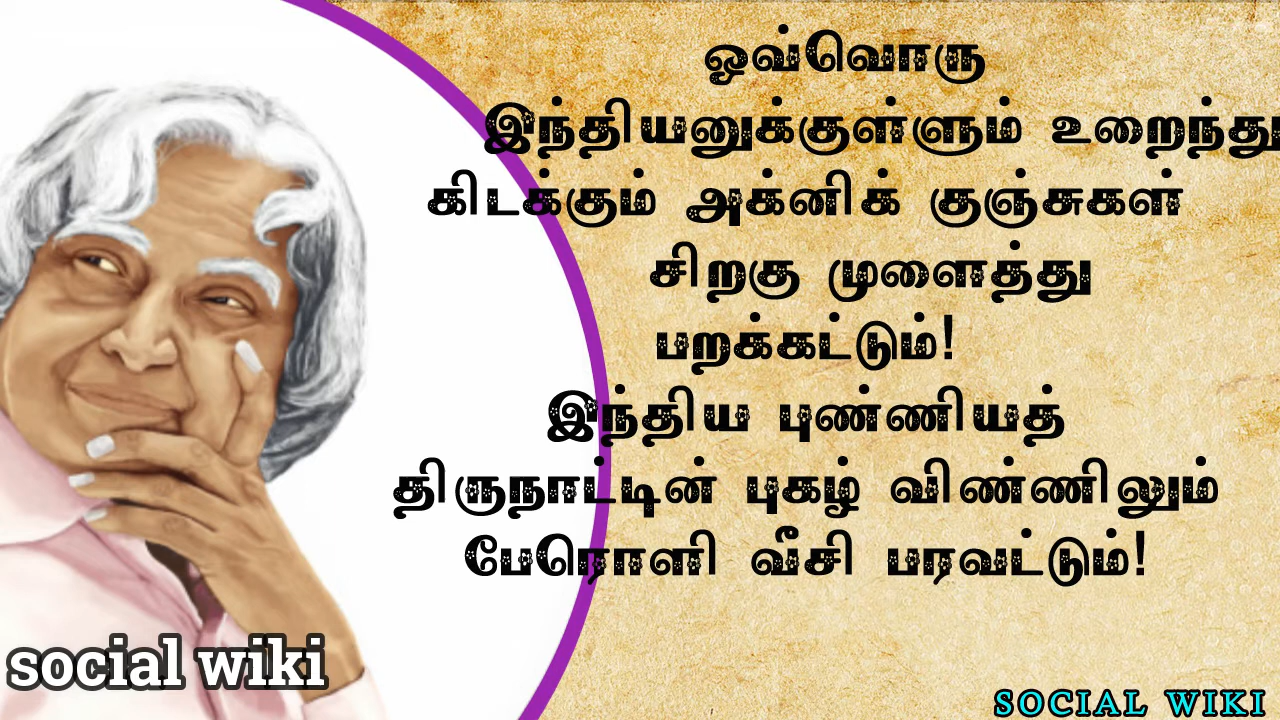 ஒவ்வொரு
இந்தியனுக்குள்ளும் உறைந்து
கிடக்கும் அக்னிக் குஞ்சுகள்
சிறகு முளைத்து
பறக்கட்டும்!
இந்திய புண்ணியத்
திருநாட்டின் புகழ் விண்ணிலும்
பேரொளி வீசி பரவட்டும்!
social wiki
SOCIAL WIKI